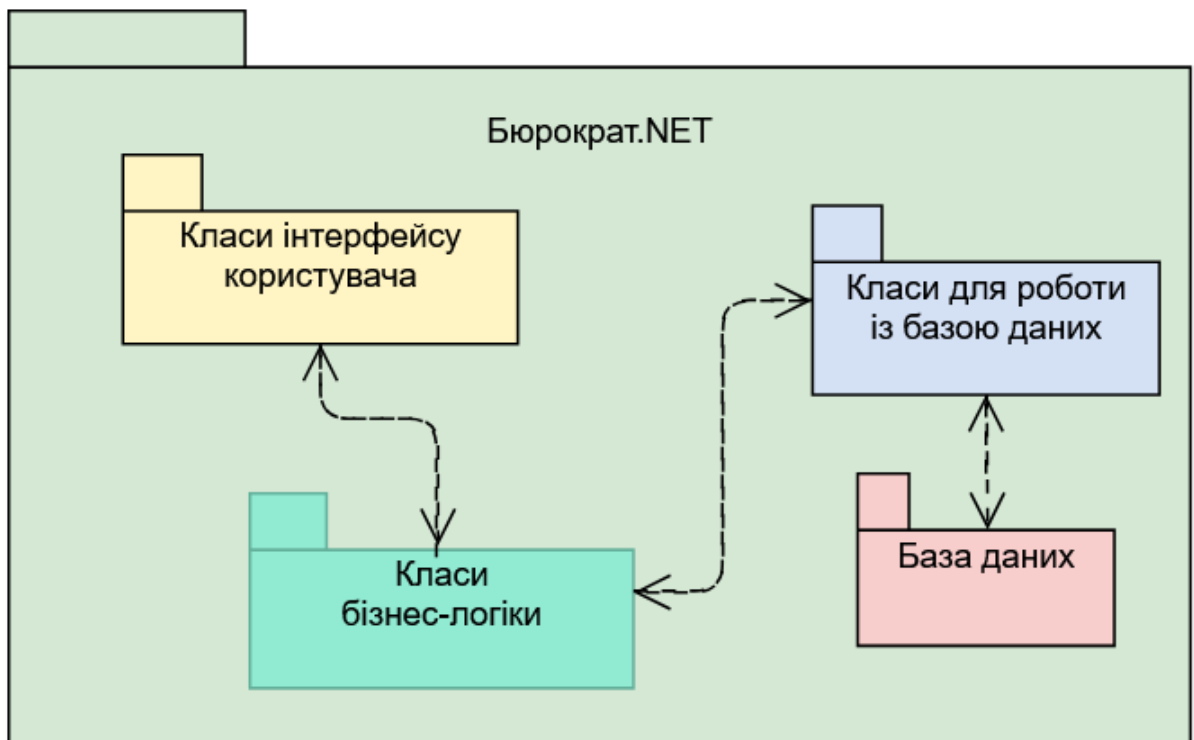 Бюрократ.NET
Класи інтерфейсу
користувача
Класи для роботи
із базою даних
Класи
бізнес-логіки
База даних